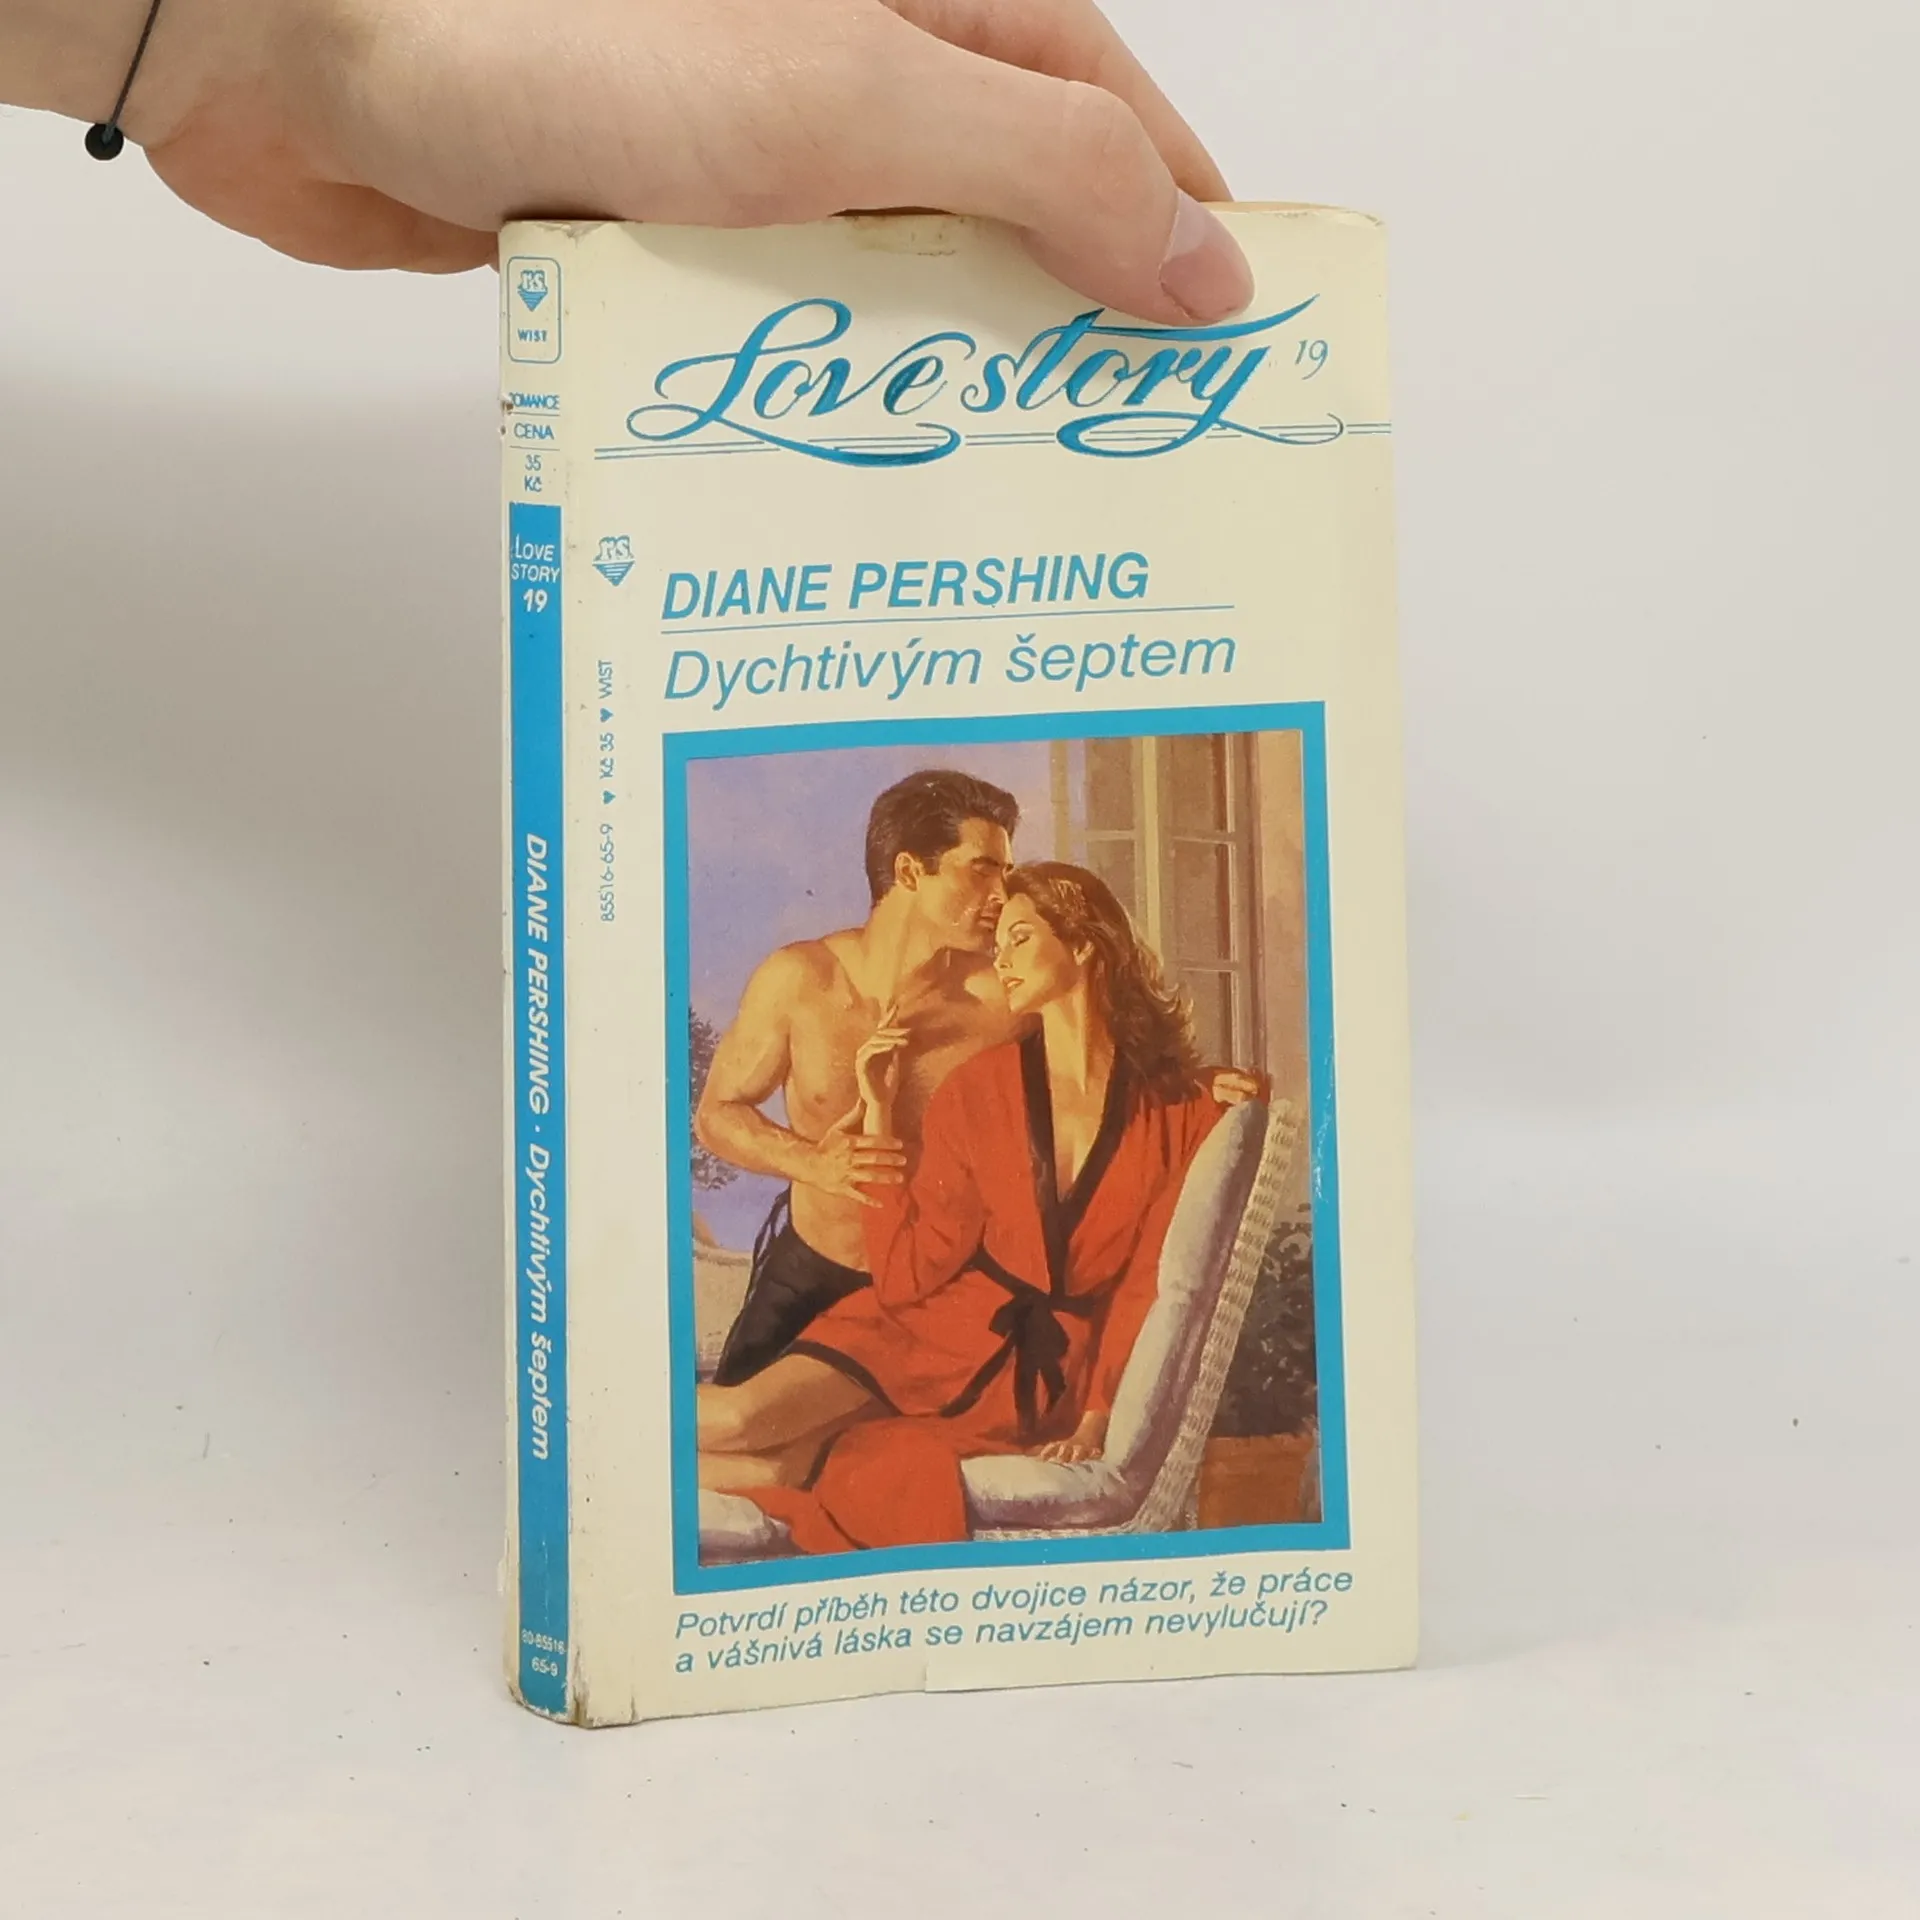 r.s.
WIST
ROMANCE
CENA
35
Kč
LOVE
STORY
19
DIANE PERSHING · Dychtivým šeptem
80-85516
65-9
Love story 19
r.s.
85516-65-9 ♥ Kč 35 ♥ WIST
DIANE PERSHING
Dychtivým šeptem
Potvrdí příběh této dvojice názor, že práce
a vášnivá láska se navzájem nevylučují?